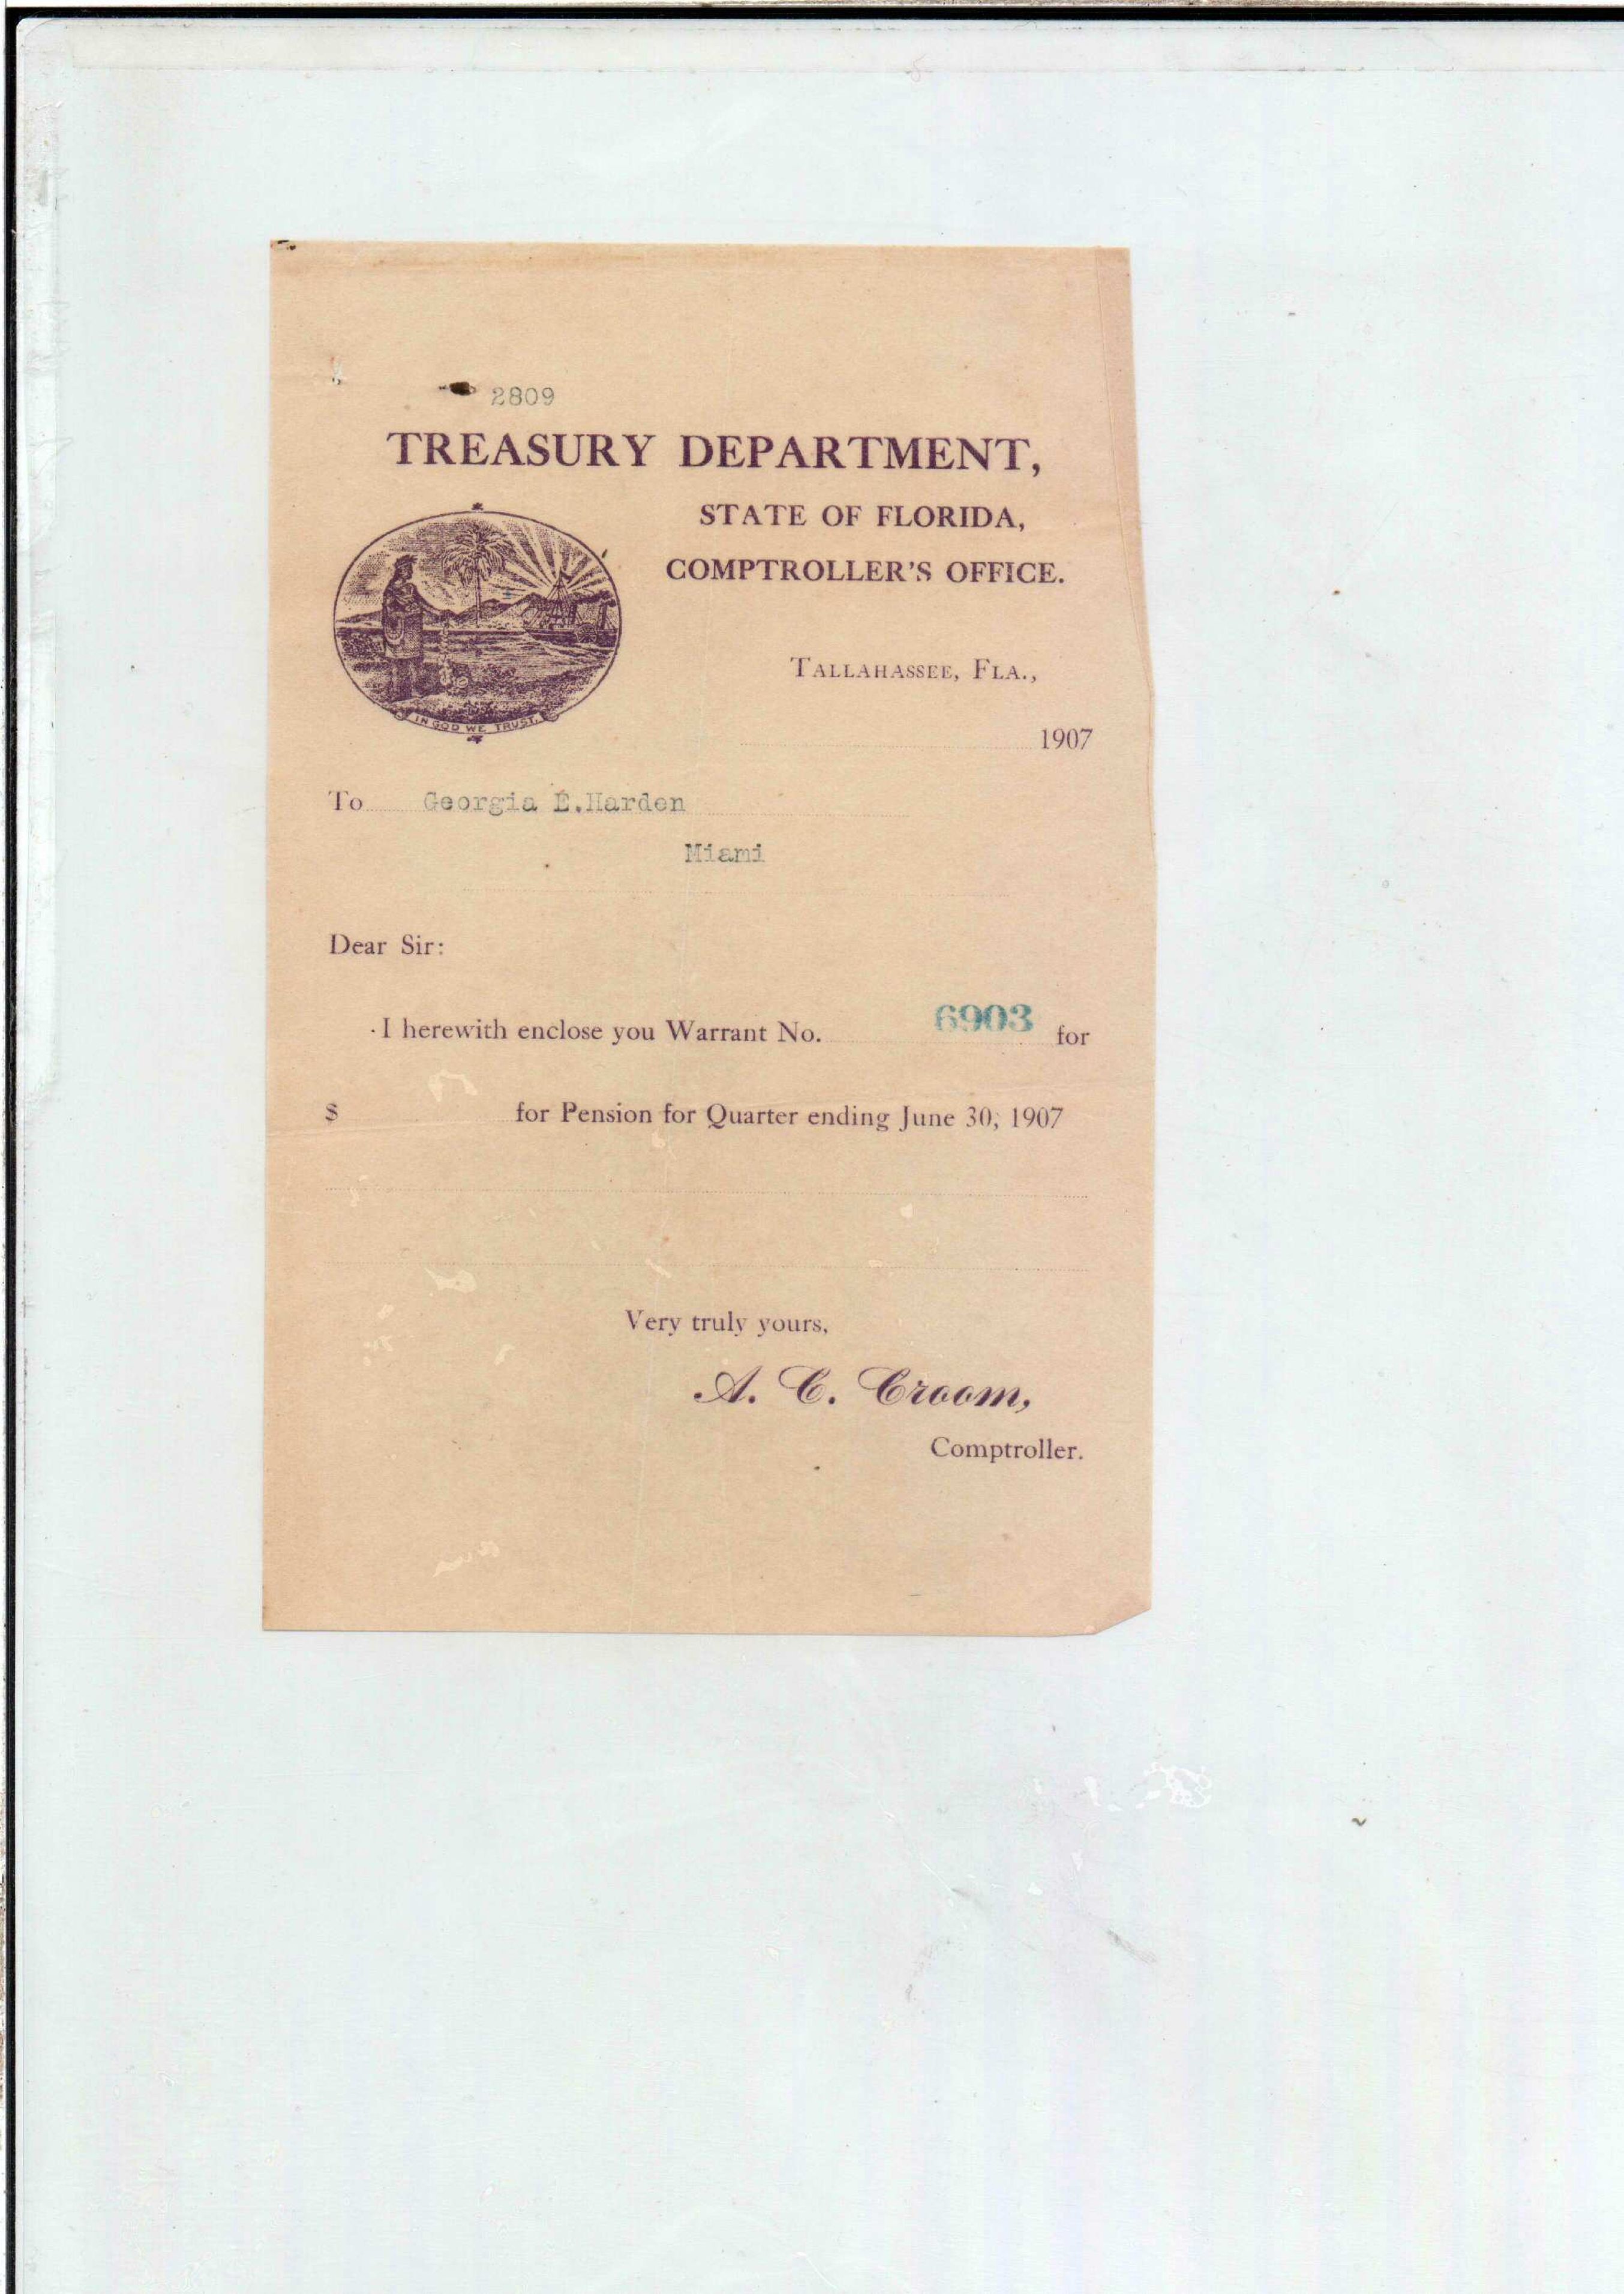 2809
TREASURY DEPARTMENT,
STATE OF FLORIDA,
COMPTROLLER'S OFFICE.
IN GOD WE TRUST.
TALLAHASSEE, FLA.,
1907
To Georgia E.Harden
Miami
Dear Sir:
I herewith enclose you Warrant No. 6903 for
$ for Pension for Quarter ending June 30, 1907
Very truly yours,
A. C. Croom,
Comptroller.